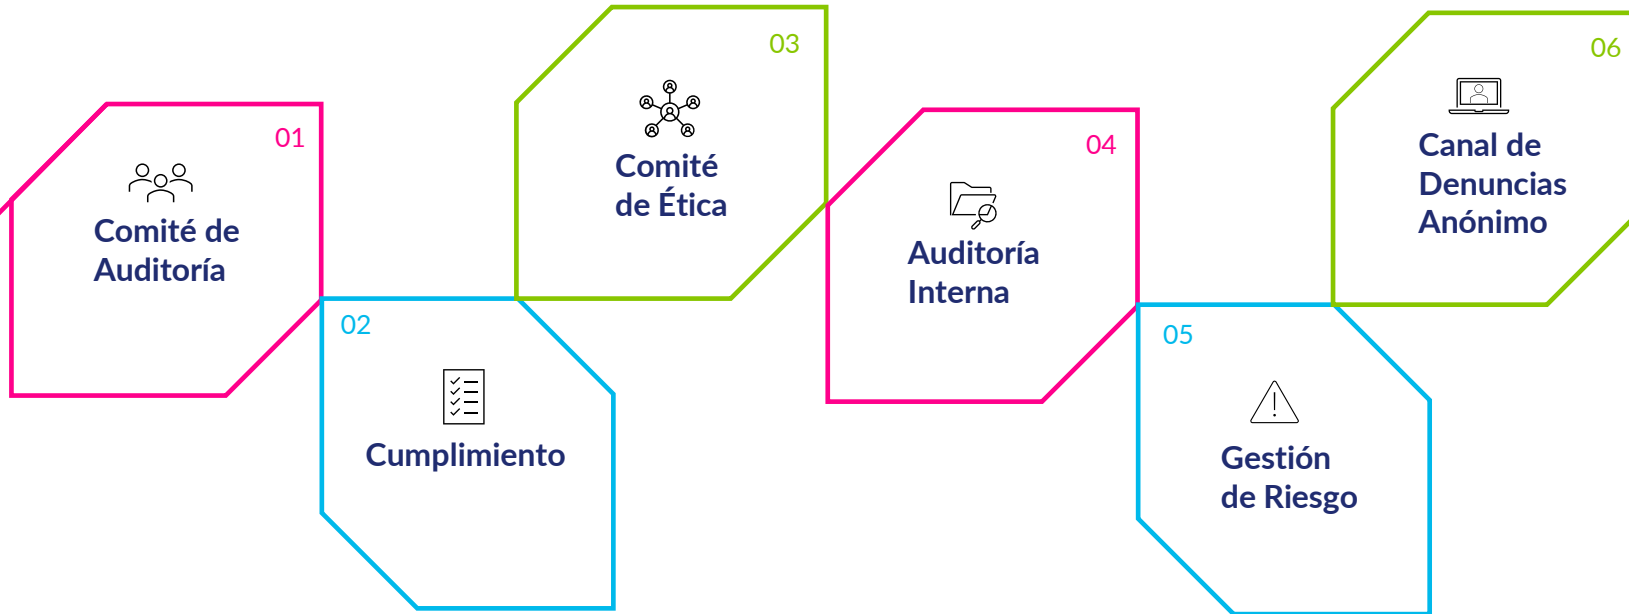 01
Comité de
Auditoría
02
Cumplimiento
03
Comité
de Ética
04
Auditoría
Interna
05
Gestión
de Riesgo
06
Canal de
Denuncias
Anónimo